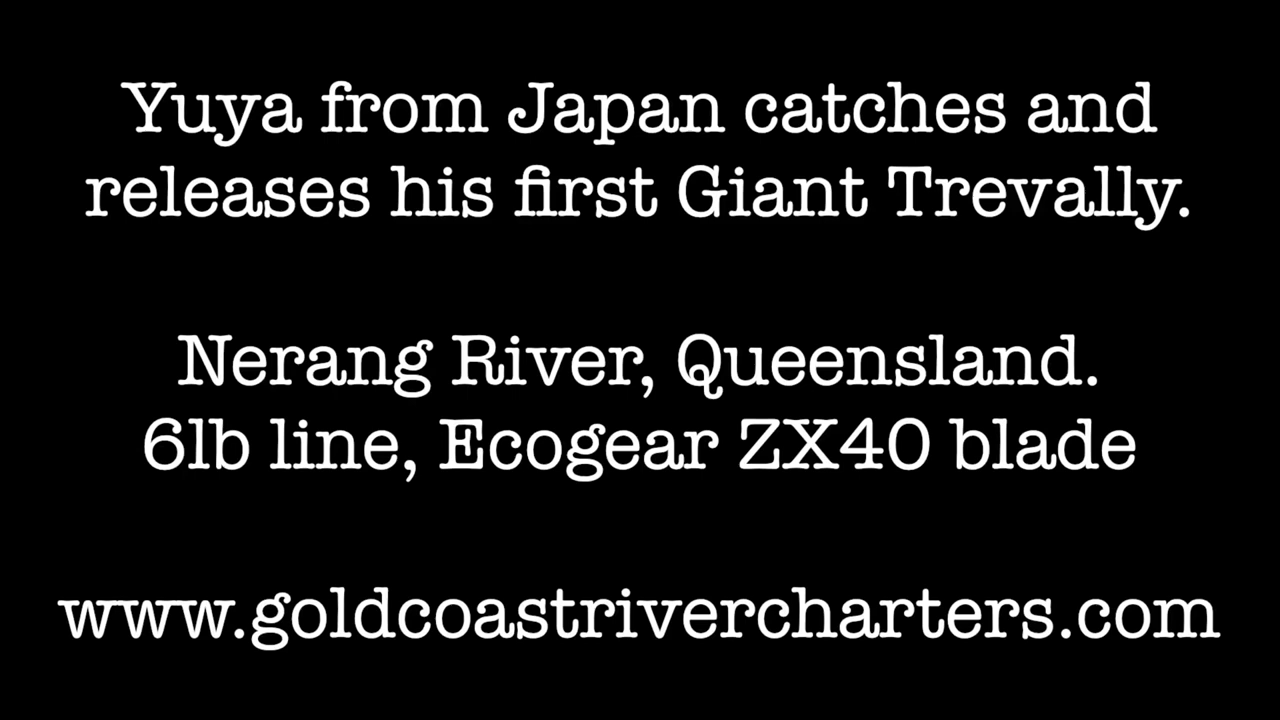 Yuya from Japan catches and
releases his first Giant Trevally.
Nerang River, Queensland.
6lb line, Ecogear ZX40 blade
www.goldcoastrivercharters.com